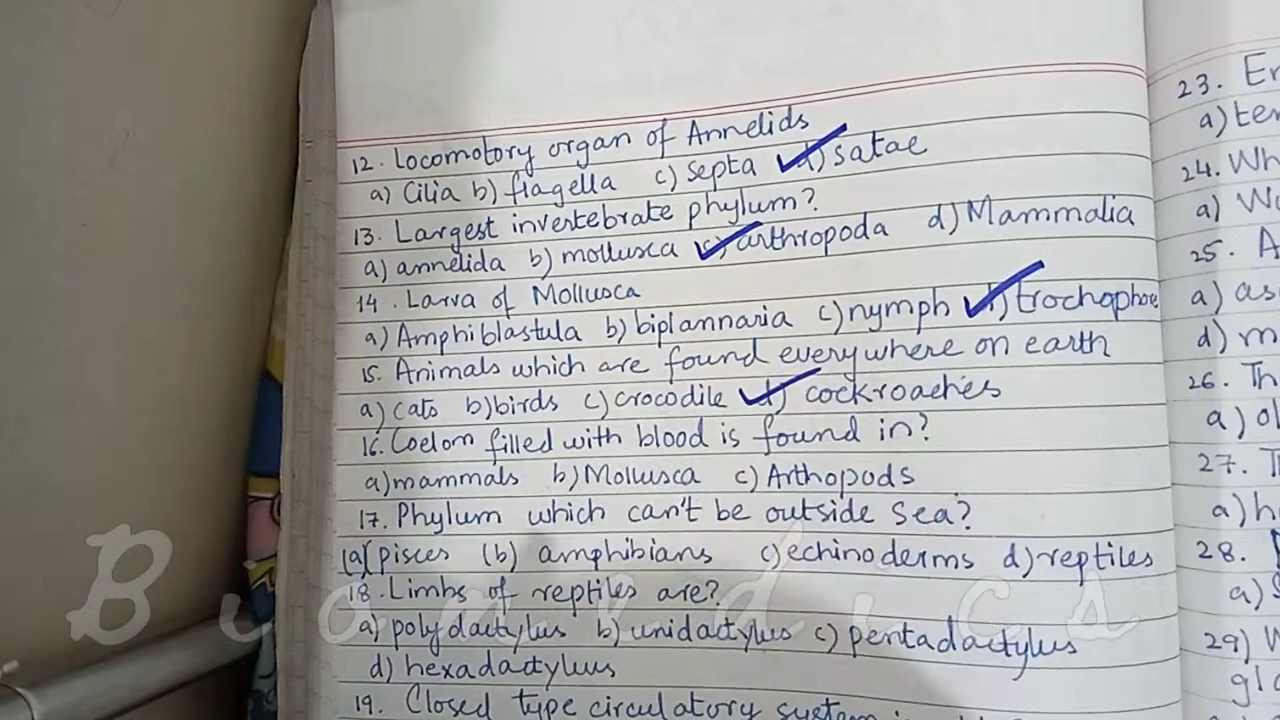 12. Locomotory organ of Annelids
a) Cilia b) flagella c) septa d) satae
13. Largest invertebrate phylum?
a) annelida b) mollusca c) arthropoda d) Mammalia
14. Larva of Mollusca
a) Amphiblastula b) biplannaria c) nymph d) trochophore
15. Animals which are found everywhere on earth
a) cats b) birds c) crocodile d) cockroaches
16. Coelom filled with blood is found in?
a) mammals b) Mollusca c) Arthopods
17. Phylum which can't be outside sea?
(a) pisces (b) amphibians c) echinoderms d) reptiles
18. Limbs of reptiles are?
a) polydactylus b) unidactylus c) pentadactylus
d) hexadactylus
19. Closed type circulatory system
23.
a)
24.
a)
25. A
a)
d) m
26. Th
a)
27.
a) h
28.
a)
29)
Biomedics